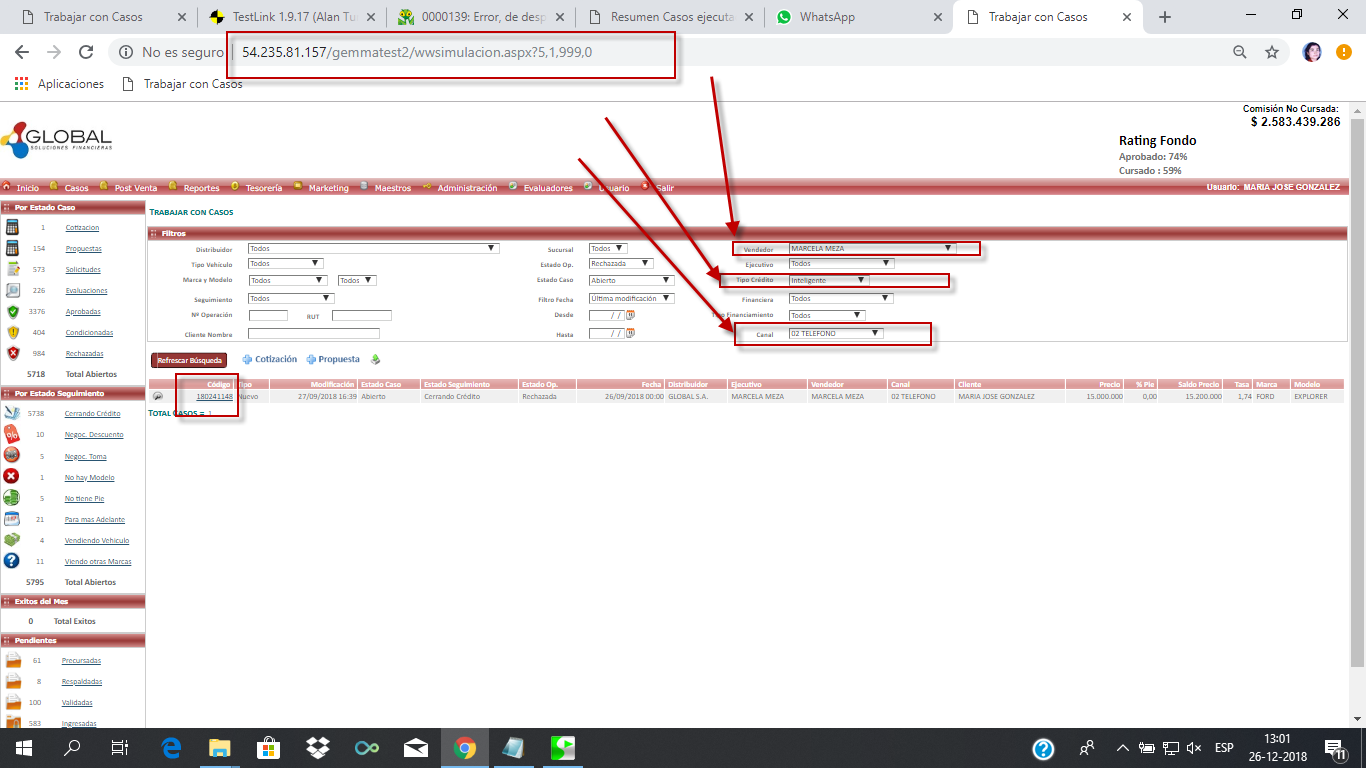 Trabajar con Casos
TestLink 1.9.17 (Alan Tu
0000139: Error, de desp
Resumen Casos ejecuta
WhatsApp
Trabajar con Casos
No es seguro | 54.235.81.157/gemmatest2/wwsimulacion.aspx?5,1,999,0
Aplicaciones Trabajar con Casos
Comisión No Cursada:
$ 2.583.439.286
GLOBAL
SOLUCIONES FINANCIERAS
Rating Fondo
Aprobado: 74%
Cursado : 59%
Inicio Casos Post Venta Reportes Tesorería Marketing Maestros Administración Evaluadores Usuario Salir Usuario: MARIA JOSE GONZALEZ
Por Estado Caso
1 Cotizacion
154 Propuestas
573 Solicitudes
226 Evaluaciones
3376 Aprobadas
404 Condicionadas
984 Rechazadas
5718 Total Abiertos
Por Estado Seguimiento
5738 Cerrando Crédito
10 Negoc. Descuento
5 Negoc. Toma
1 No hay Modelo
5 No tiene Pie
21 Para mas Adelante
4 Vendiendo Vehiculo
11 Viendo otras Marcas
5795 Total Abiertos
Exitos del Mes
0 Total Exitos
Pendientes
61 Precursadas
8 Respaldadas
100 Validadas
583 Ingresadas
TRABAJAR CON CASOS
Filtros
Distribuidor Todos Sucursal Todos Vendedor MARCELA MEZA
Tipo Vehículo Todos Estado Op. Rechazada Ejecutivo Todos
Marca y Modelo Todos Todos Estado Caso Abierto Tipo Crédito Inteligente
Seguimiento Todos Filtro Fecha Última modificación Financiera Todos
Nº Operación RUT Desde / / Tipo Financiamiento Todos
Cliente Nombre Hasta / / Canal 02 TELEFONO
Refrescar Búsqueda Cotización Propuesta
Código Tipo Modificación Estado Caso Estado Seguimiento Estado Op. Fecha Distribuidor Ejecutivo Vendedor Canal Cliente Precio % Pie Saldo Precio Tasa Marca Modelo
180241148 Nuevo 27/09/2018 16:39 Abierto Cerrando Crédito Rechazada 26/09/2018 00:00 GLOBAL S.A. MARCELA MEZA MARCELA MEZA 02 TELEFONO MARIA JOSE GONZALEZ 15.000.000 0,00 15.200.000 1,74 FORD EXPLORER
TOTAL CASOS = 1
ESP
13:01
26-12-2018
11